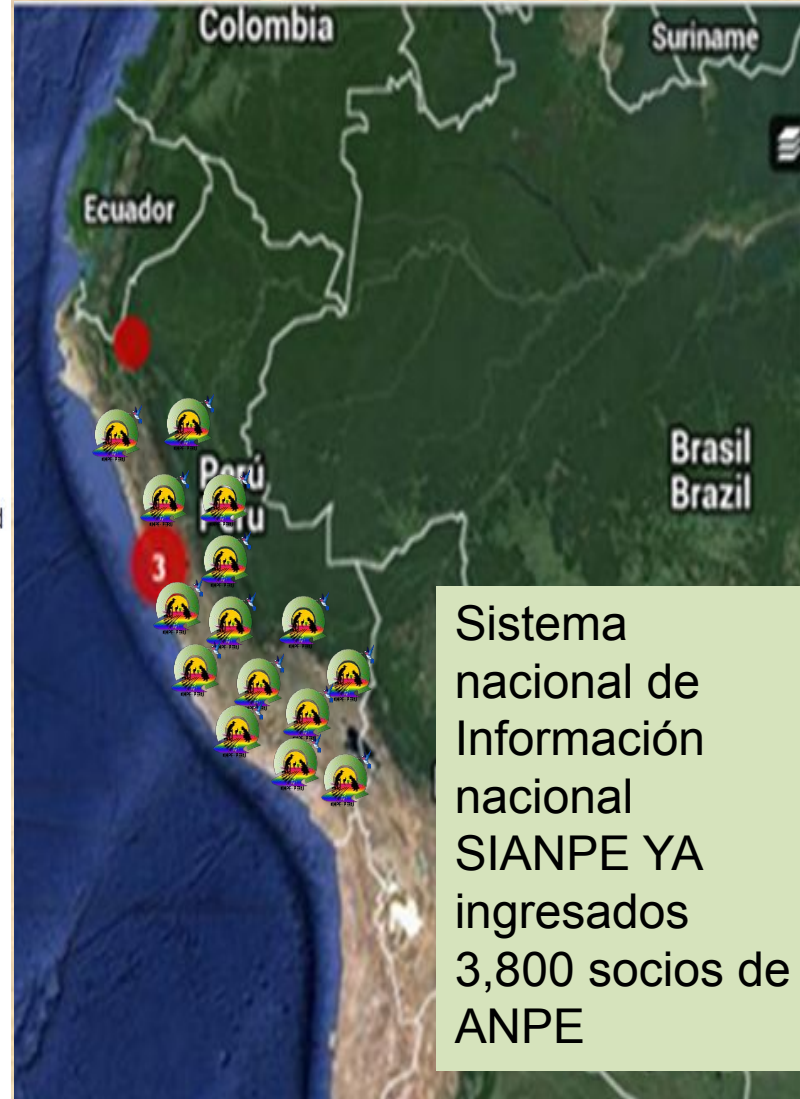 Colombia
Suriname
Ecuador
Perú
Brasil
Brazil
3
Sistema
nacional de
Información
nacional
SIANPE YA
ingresados
3,800 socios de
ANPE